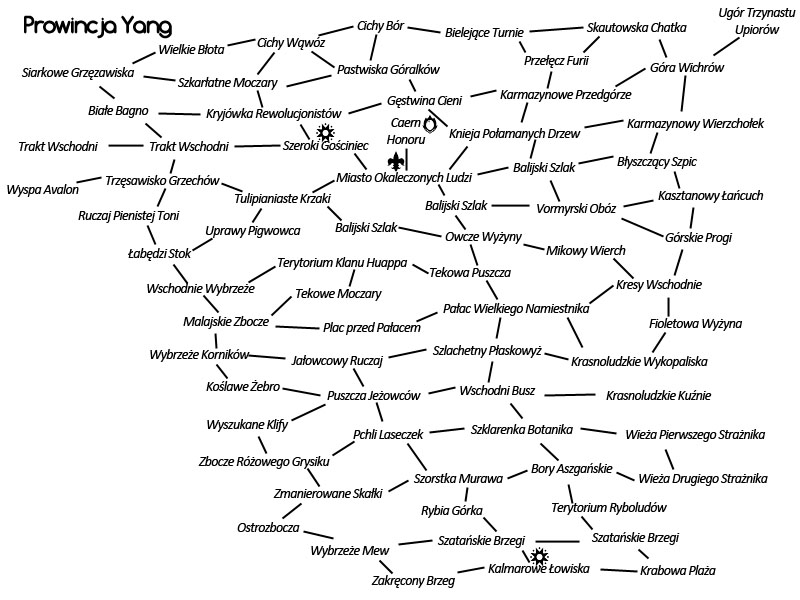 Prowincja Yang
Ugór Trzynastu
Upiorów
Cichy Bór
Bielejące Turnie
Skautowska Chatka
Wielkie Błota
Cichy Wąwóz
Przełęcz Furii
Siarkowe Grzęzawiska
Szkarłatne Moczary
Pastwiska Góralków
Góra Wichrów
Gęstwina Cieni
Karmazynowe Przedgórze
Białe Bagno
Kryjówka Rewolucjonistów
Caern
Honoru
Knieja Połamanych Drzew
Karmazynowy Wierzchołek
Trakt Wschodni
Trakt Wschodni
Szeroki Gościniec
Balijski Szlak
Błyszczący Szpic
Wyspa Avalon
Trzęsawisko Grzechów
Miasto Okaleczonych Ludzi
Tulipianiaste Krzaki
Balijski Szlak
Vormyrski Obóz
Kasztanowy Łańcuch
Ruczaj Pienistej Toni
Uprawy Pigwowca
Balijski Szlak
Owcze Wyżyny
Górskie Progi
Łabędzi Stok
Mikowy Wierch
Terytorium Klanu Huappa
Tekowa Puszcza
Wschodnie Wybrzeże
Tekowe Moczary
Kresy Wschodnie
Pałac Wielkiego Namiestnika
Malajskie Zbocze
Plac przed Pałacem
Fioletowa Wyżyna
Wybrzeże Korników
Jałowcowy Ruczaj
Szlachetny Płaskowyż
Krasnoludzkie Wykopaliska
Koślawe Żebro
Puszcza Jeżowców
Wschodni Busz
Krasnoludzkie Kuźnie
Wyszukane Klify
Pchli Laseczek
Szklarenka Botanika
Wieża Pierwszego Strażnika
Zbocze Różowego Grysiku
Szorstka Murawa
Bory Aszgańskie
Wieża Drugiego Strażnika
Zmanierowane Skałki
Rybia Górka
Terytorium Ryboludów
Ostrozbocza
Wybrzeże Mew
Szatańskie Brzegi
Szatańskie Brzegi
Zakręcony Brzeg
Kalmarowe Łowiska
Krabowa Plaża